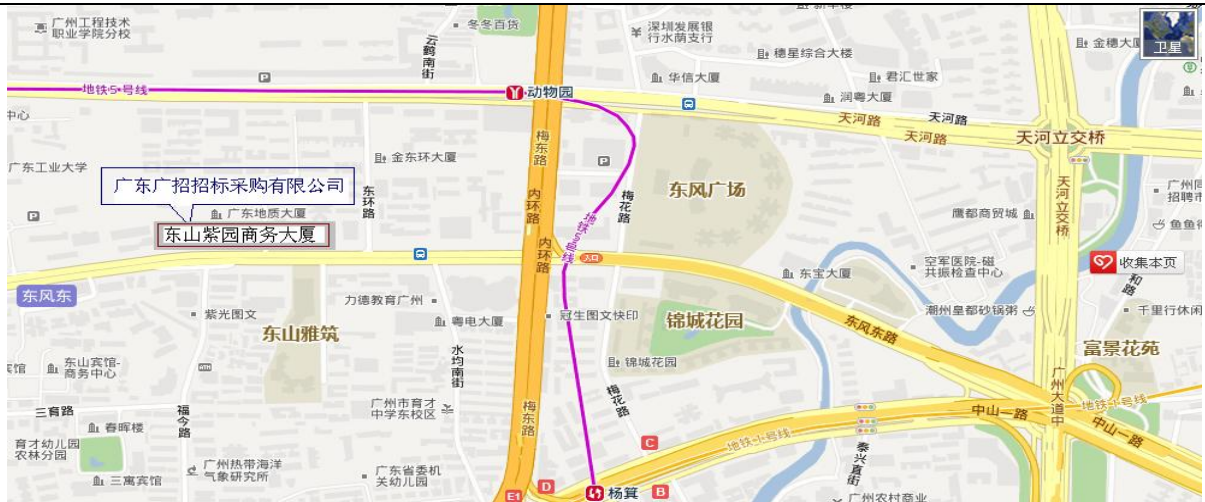 广州工程技术
职业学院分校
冬冬百货
云鹤南街
深圳发展银
行水荫支行
穗星综合大楼
金穗大厦
卫星
华信大厦
君汇世家
润粤大厦
地铁5号线
动物园
天河路
天河路
天河路
天河立交桥
中心
广东工业大学
金东环大厦
东环路
梅东路
内环路
内环路
地铁5号线
梅花路
东风广场
天河立交桥
鹰都商贸城
广州同
招聘市
鱼鱼得
广东广招招标采购有限公司
广东地质大厦
东山紫园商务大厦
入口
东宝大厦
空军医院-磁
共振检查中心
收集本页
和路
东风东
紫光图文
力德教育广州
粤电大厦
冠生图文快印
锦城花园
东风东路
潮州皇都砂锅粥
千里行休闲
东山雅筑
富景花苑
东山宾馆-
商务中心
宾馆
水均南街
锦城花园
梅花路
广州大道中
地铁1号线
中山一路
中山一路
三育路
福今路
广州市育才
中学东校区
梅东路
春晖楼
育才幼儿园
农林分园
广州热带海洋
气象研究所
广东省委机
关幼儿园
三寓宾馆
地铁1号线
泰兴直街
C
D
E1
杨箕
B
广州农村商业